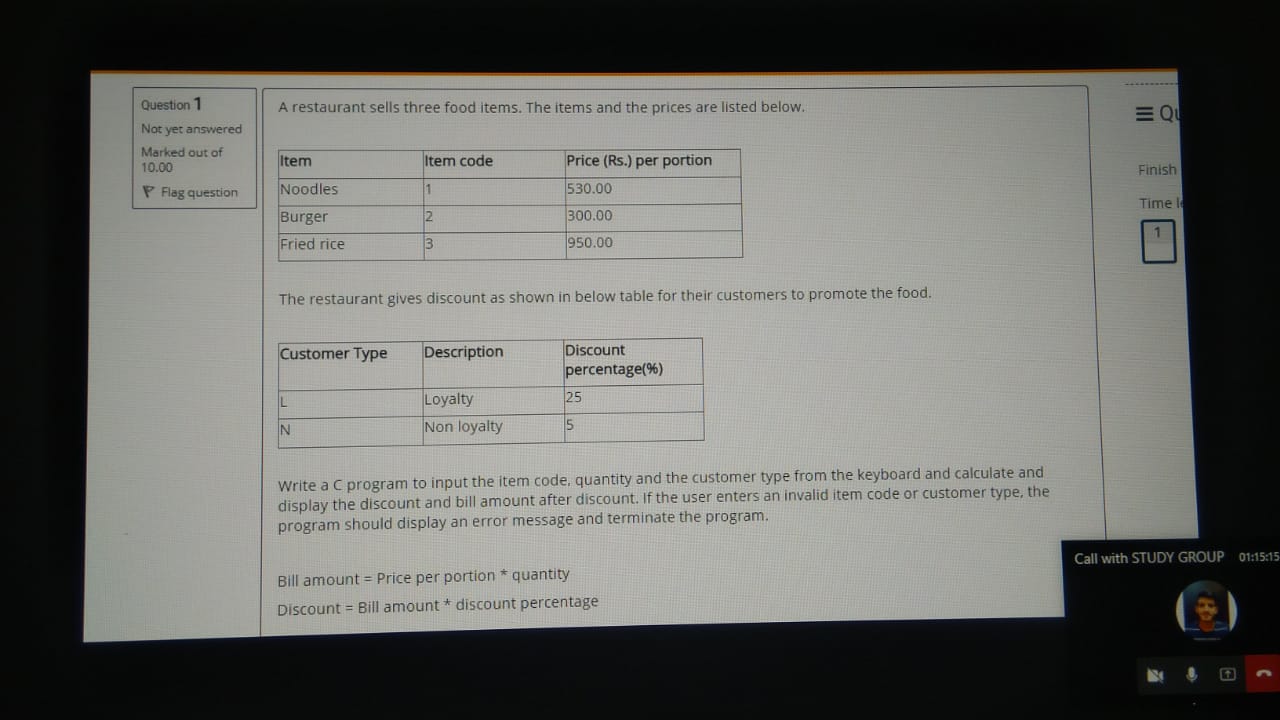 Question 1
Not yet answered
Marked out of
10.00
Flag question
A restaurant sells three food items. The items and the prices are listed below.
Item Item code Price (Rs.) per portion
Noodles 1 530.00
Burger 2 300.00
Fried rice 3 950.00
The restaurant gives discount as shown in below table for their customers to promote the food.
Customer Type Description Discount
percentage(%)
L Loyalty 25
N Non loyalty 5
Write a C program to input the item code, quantity and the customer type from the keyboard and calculate and
display the discount and bill amount after discount. If the user enters an invalid item code or customer type, the
program should display an error message and terminate the program.
Bill amount = Price per portion * quantity
Discount = Bill amount * discount percentage
Finish
Time
1
Call with STUDY GROUP 01:15:15